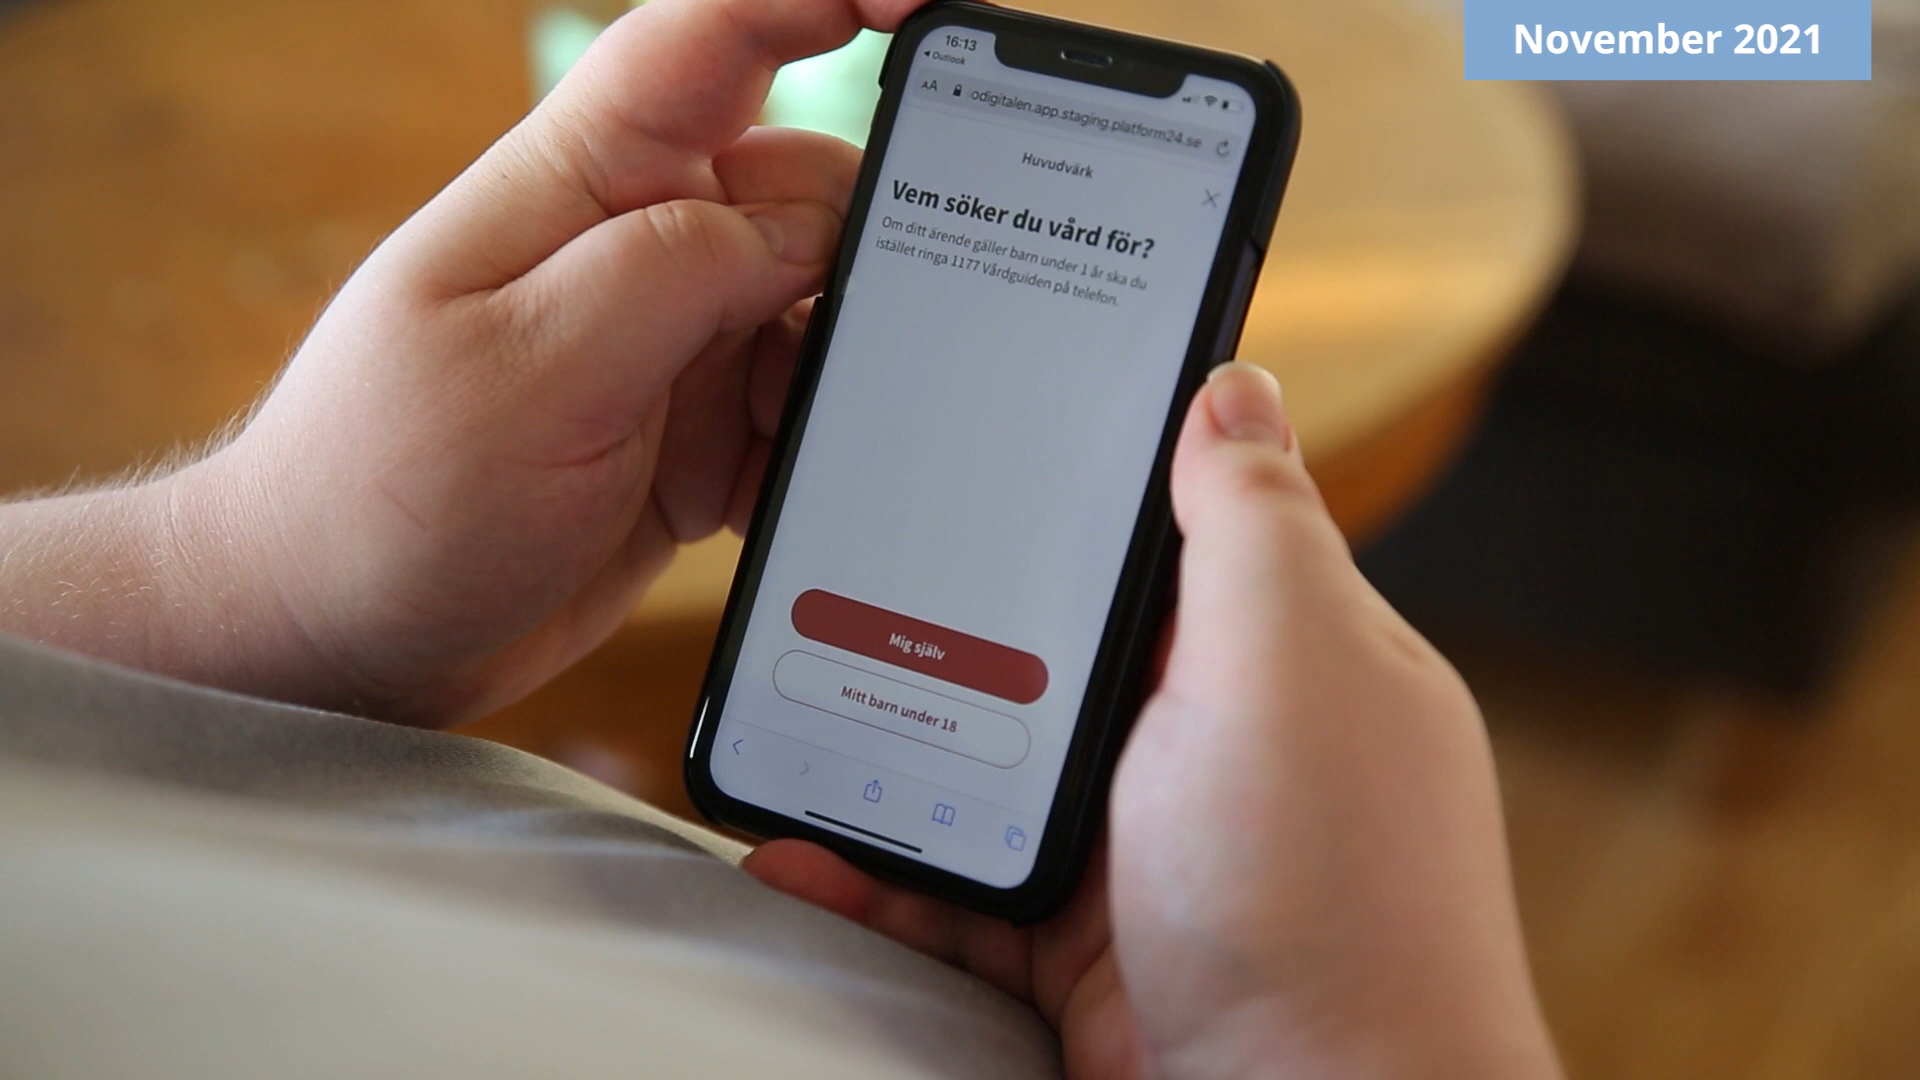 November 2021
16:13
Outlook
AA odigitalen.app.staging.platform24.se
Huvudvärk
Vem söker du vård för?
Om ditt ärende gäller barn under 1 år ska du
istället ringa 1177 Vårdguiden på telefon.
Mig själv
Mitt barn under 18